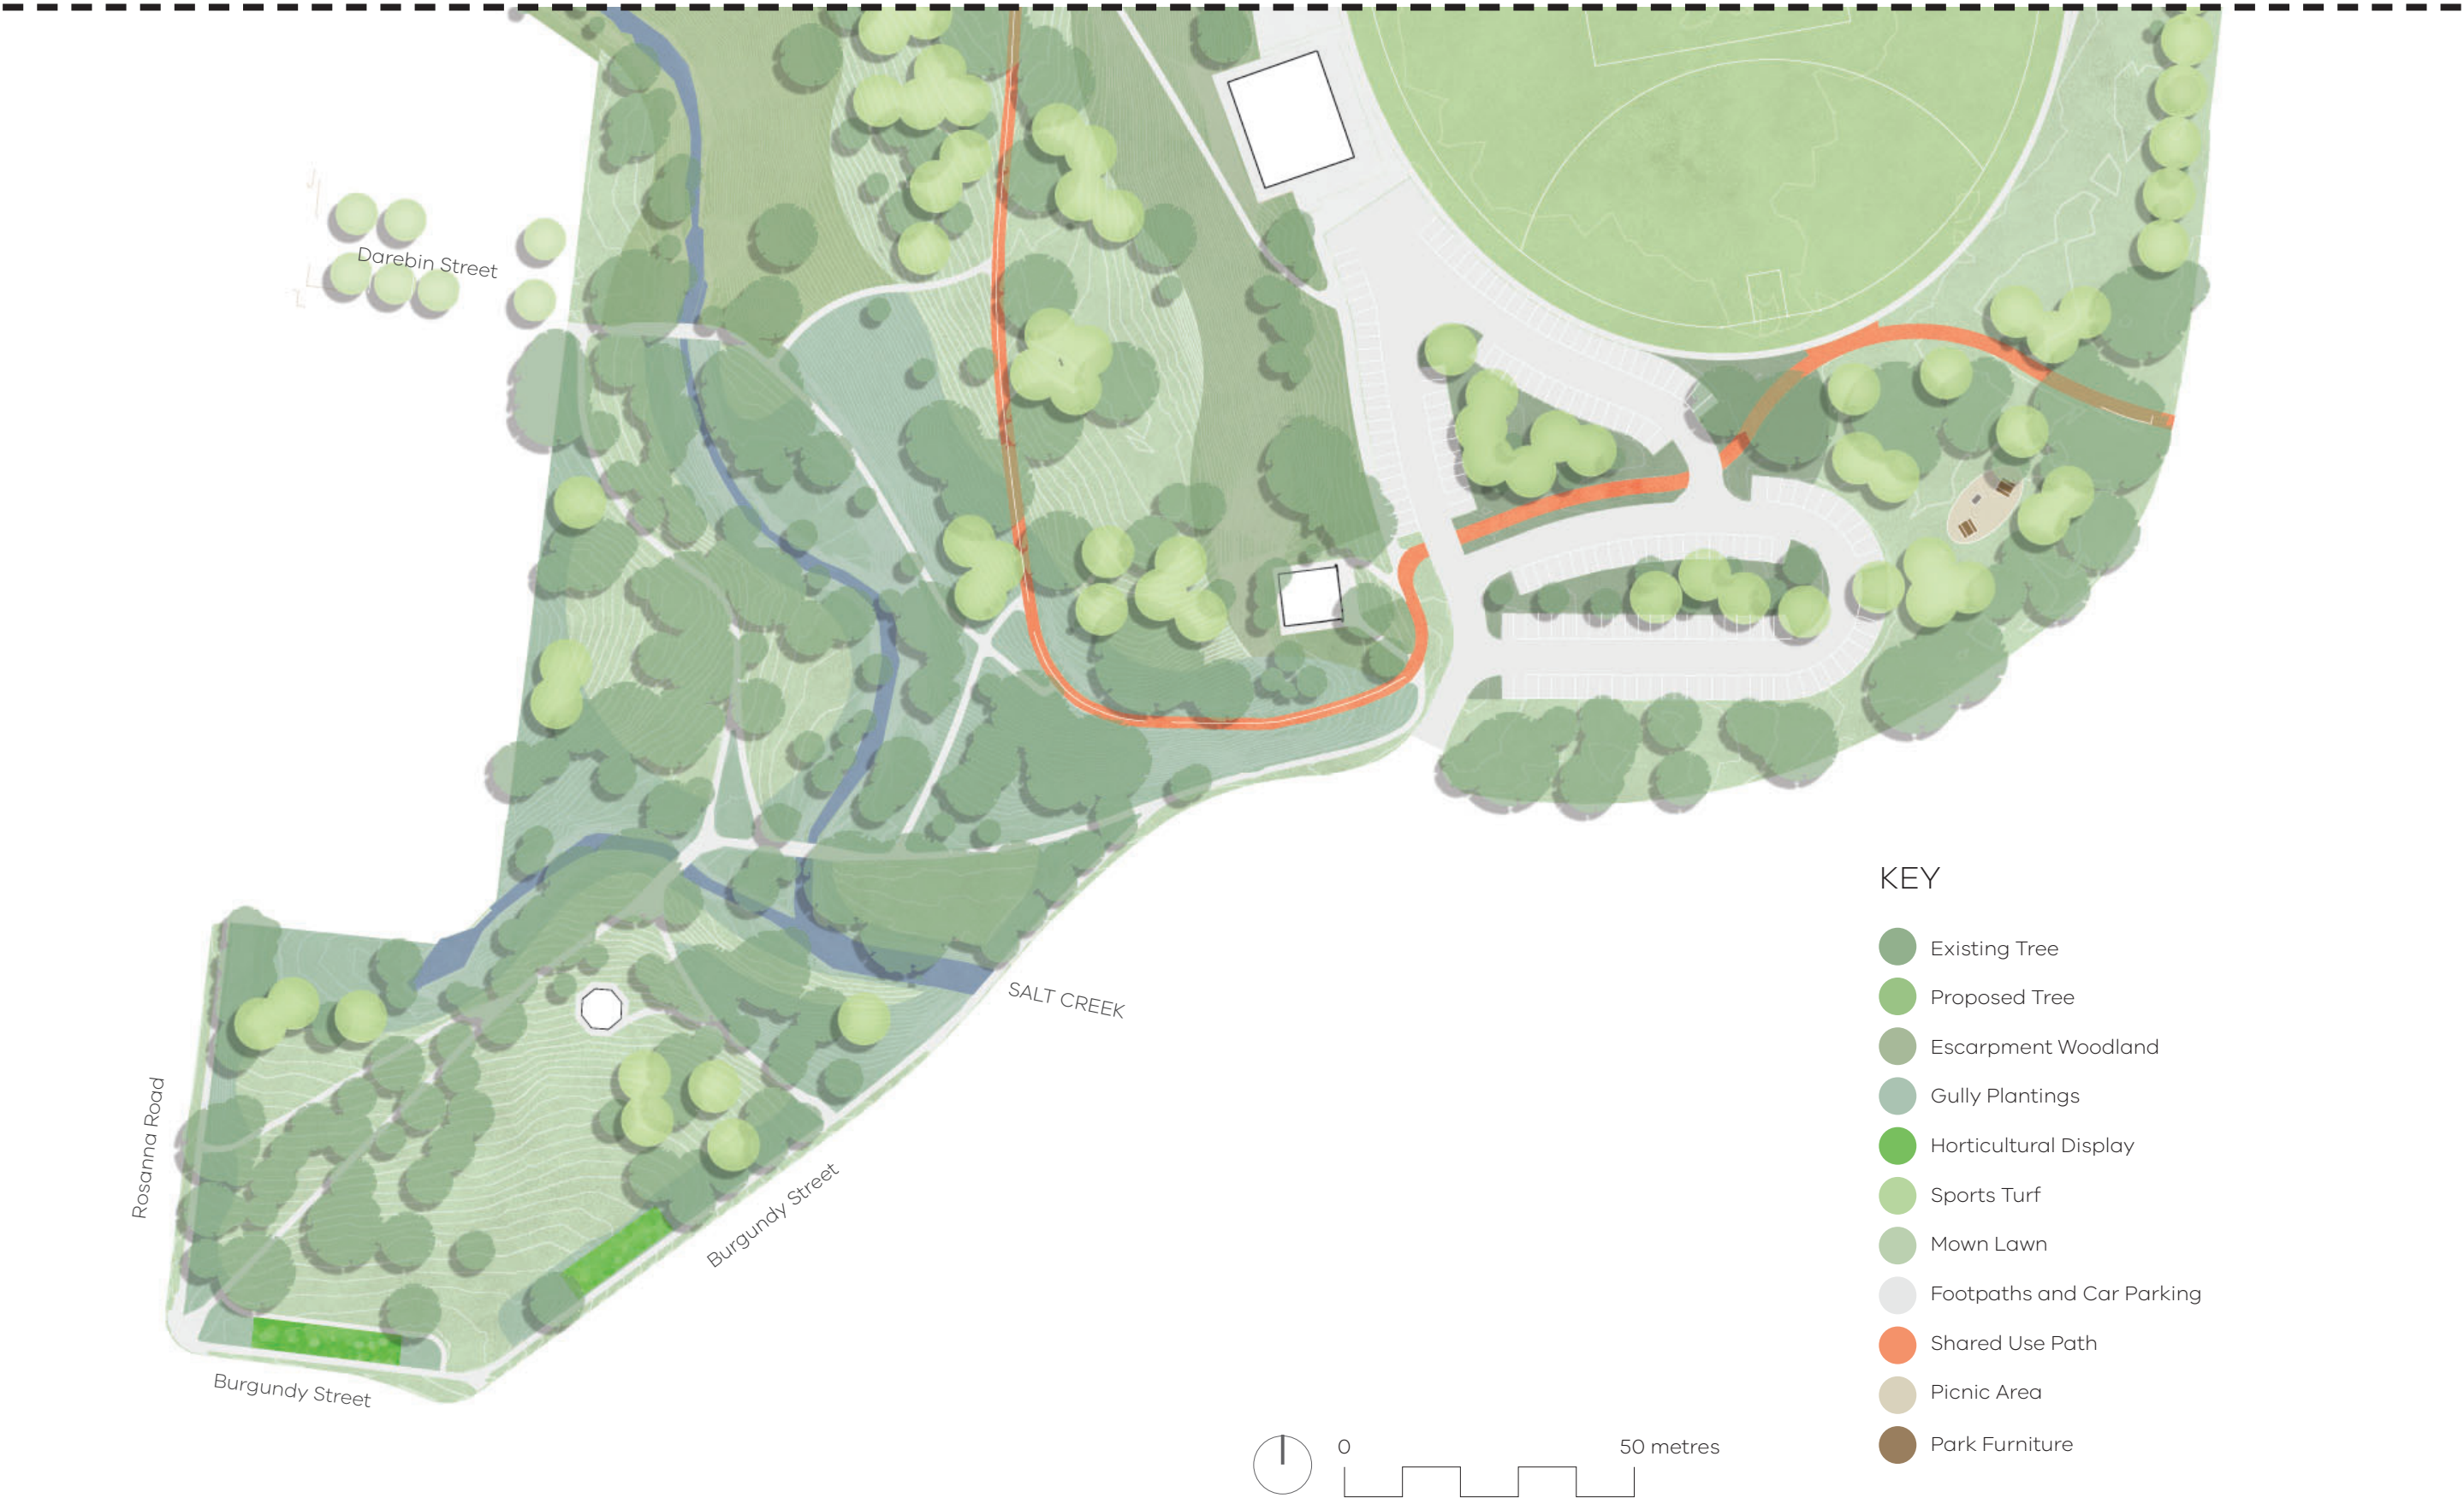 Darebin Street
SALT CREEK
Rosanna Road
Burgundy Street
Burgundy Street
KEY
Existing Tree
Proposed Tree
Escarpment Woodland
Gully Plantings
Horticultural Display
Sports Turf
Mown Lawn
Footpaths and Car Parking
Shared Use Path
Picnic Area
Park Furniture
0 50 metres